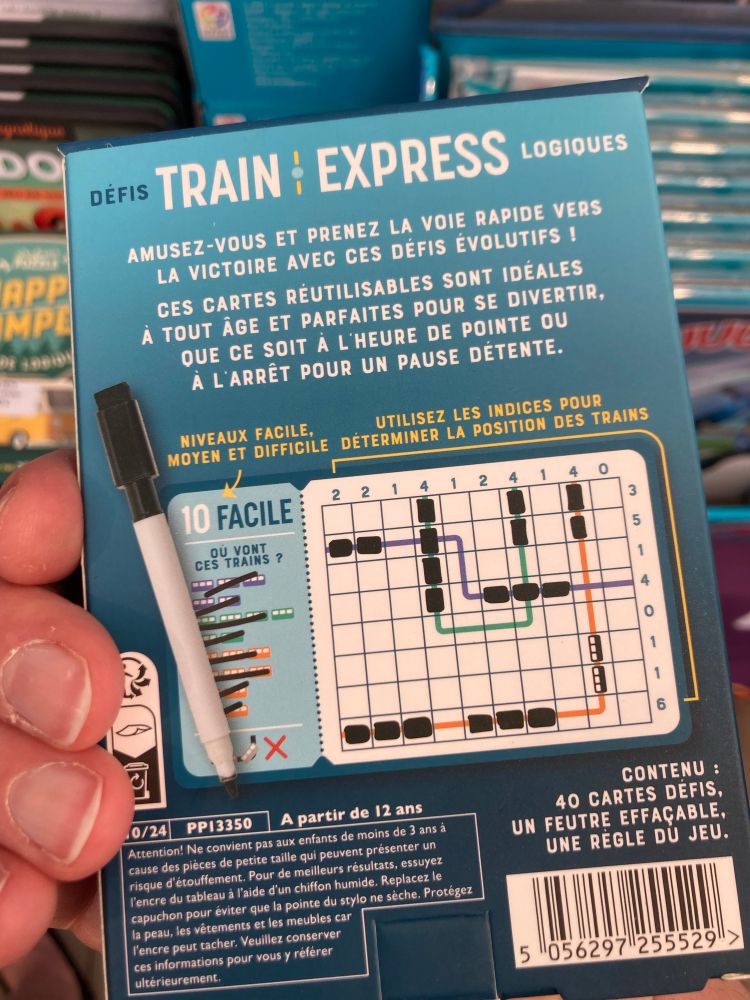 DÉFIS TRAIN EXPRESS LOGIQUES
AMUSEZ-VOUS ET PRENEZ LA VOIE RAPIDE VERS
LA VICTOIRE AVEC CES DÉFIS ÉVOLUTIFS !
CES CARTES RÉUTILISABLES SONT IDÉALES
À TOUT ÂGE ET PARFAITES POUR SE DIVERTIR,
QUE CE SOIT À L'HEURE DE POINTE OU
À L'ARRÊT POUR UN PAUSE DÉTENTE.
NIVEAUX FACILE,
MOYEN ET DIFFICILE
UTILISEZ LES INDICES POUR
DÉTERMINER LA POSITION DES TRAINS
10 FACILE
OÙ VONT
CES TRAINS ?
2 2 1 4 1 2 4 1 4 0
3
5
1
4
0
1
1
6
CONTENU :
40 CARTES DÉFIS,
UN FEUTRE EFFAÇABLE,
UNE RÈGLE DU JEU.
0/24 PP13350 A partir de 12 ans
Attention! Ne convient pas aux enfants de moins de 3 ans à
cause des pièces de petite taille qui peuvent présenter un
risque d'étouffement. Pour de meilleurs résultats, essuyez
l'encre du tableau à l'aide d'un chiffon humide. Replacez le
capuchon pour éviter que la pointe du stylo ne sèche. Protégez
la peau, les vêtements et les meubles car
l'encre peut tacher. Veuillez conserver
ces informations pour vous y référer
ultérieurement.
5 056297 255529 >